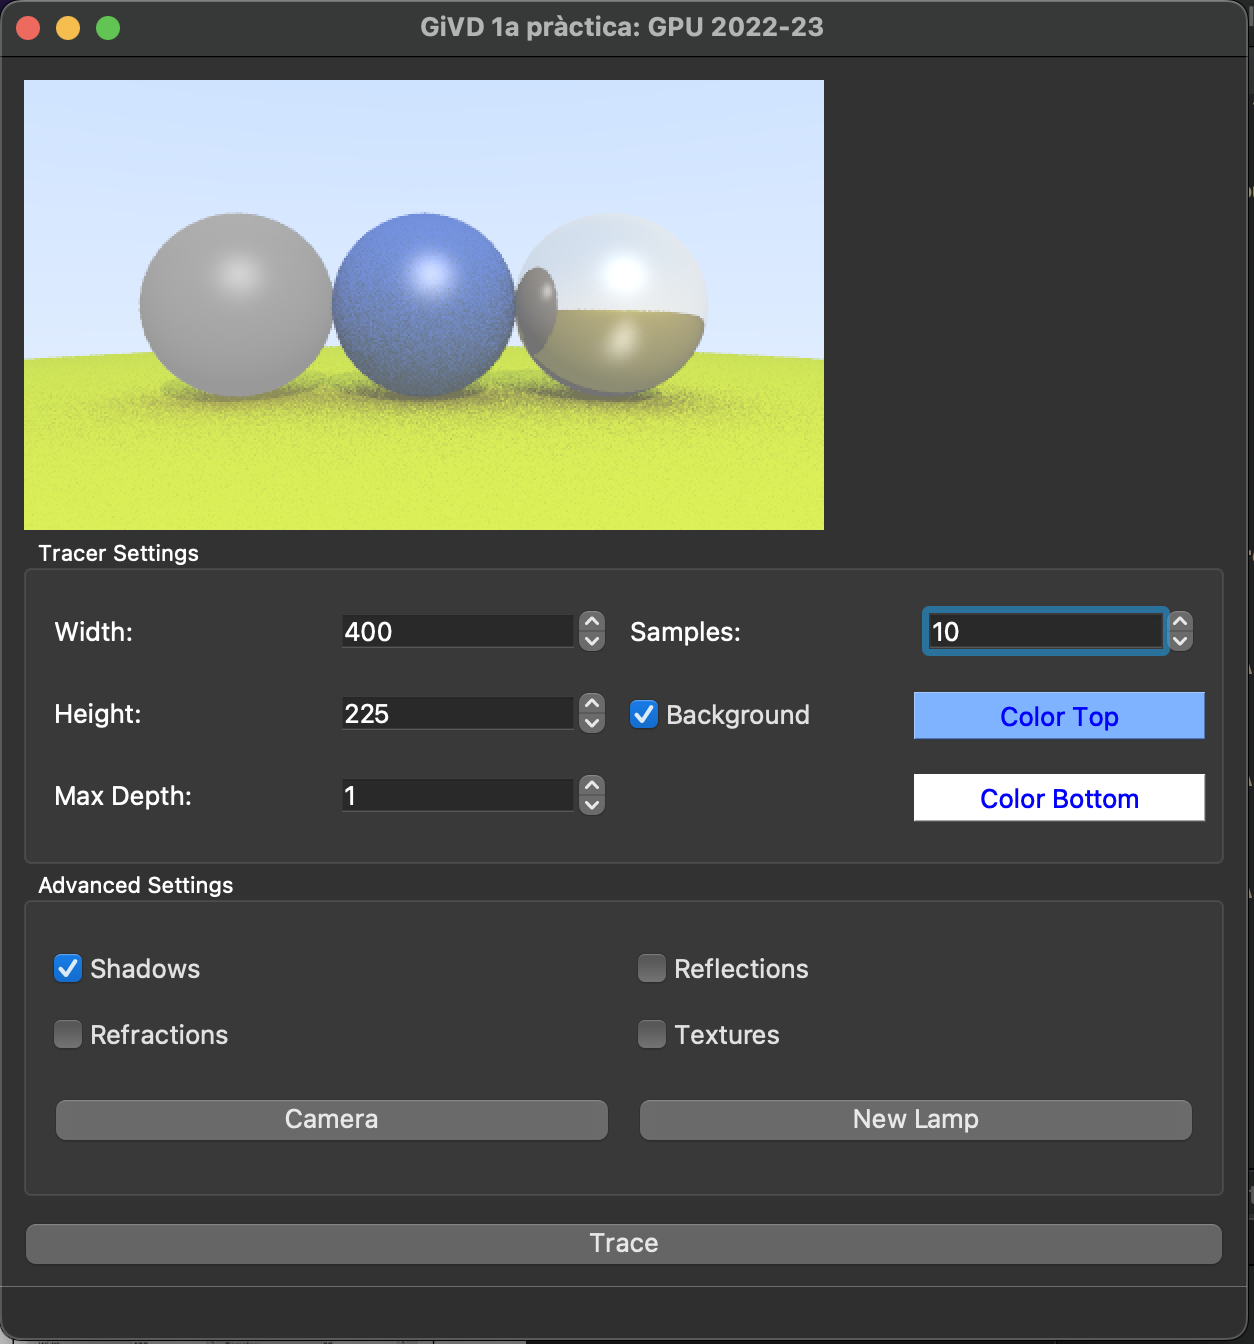 GiVD 1a pràctica: GPU 2022-23
Tracer Settings
Width: 400 Samples: 10
Height: 225 Background Color Top
Max Depth: 1 Color Bottom
Advanced Settings
Shadows Reflections
Refractions Textures
Camera New Lamp
Trace